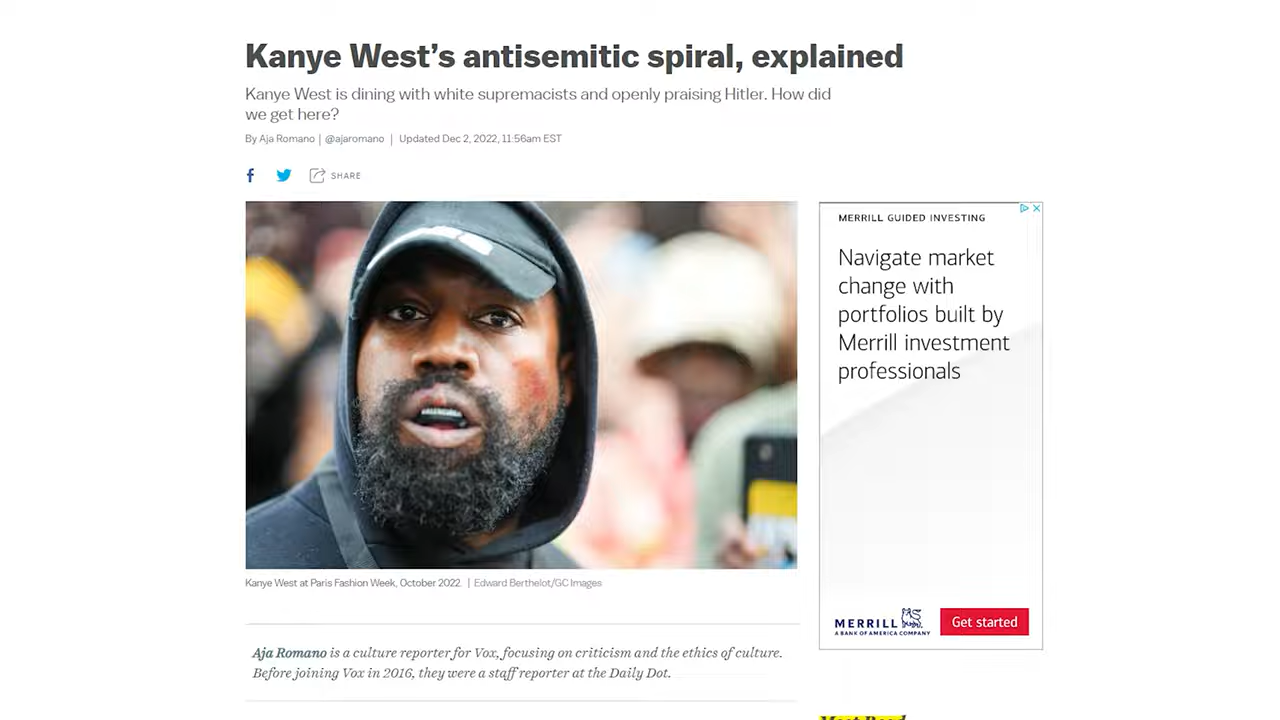 Kanye West’s antisemitic spiral, explained
Kanye West is dining with white supremacists and openly praising Hitler. How did
we get here?
By Aja Romano | @ajaromano | Updated Dec 2, 2022, 11:56am EST
SHARE
MERRILL GUIDED INVESTING
Navigate market
change with
portfolios built by
Merrill investment
professionals
MERRILL
A BANK OF AMERICA COMPANY
Get started
Kanye West at Paris Fashion Week, October 2022. | Edward Berthelot/GC Images
Aja Romano is a culture reporter for Vox, focusing on criticism and the ethics of culture.
Before joining Vox in 2016, they were a staff reporter at the Daily Dot.